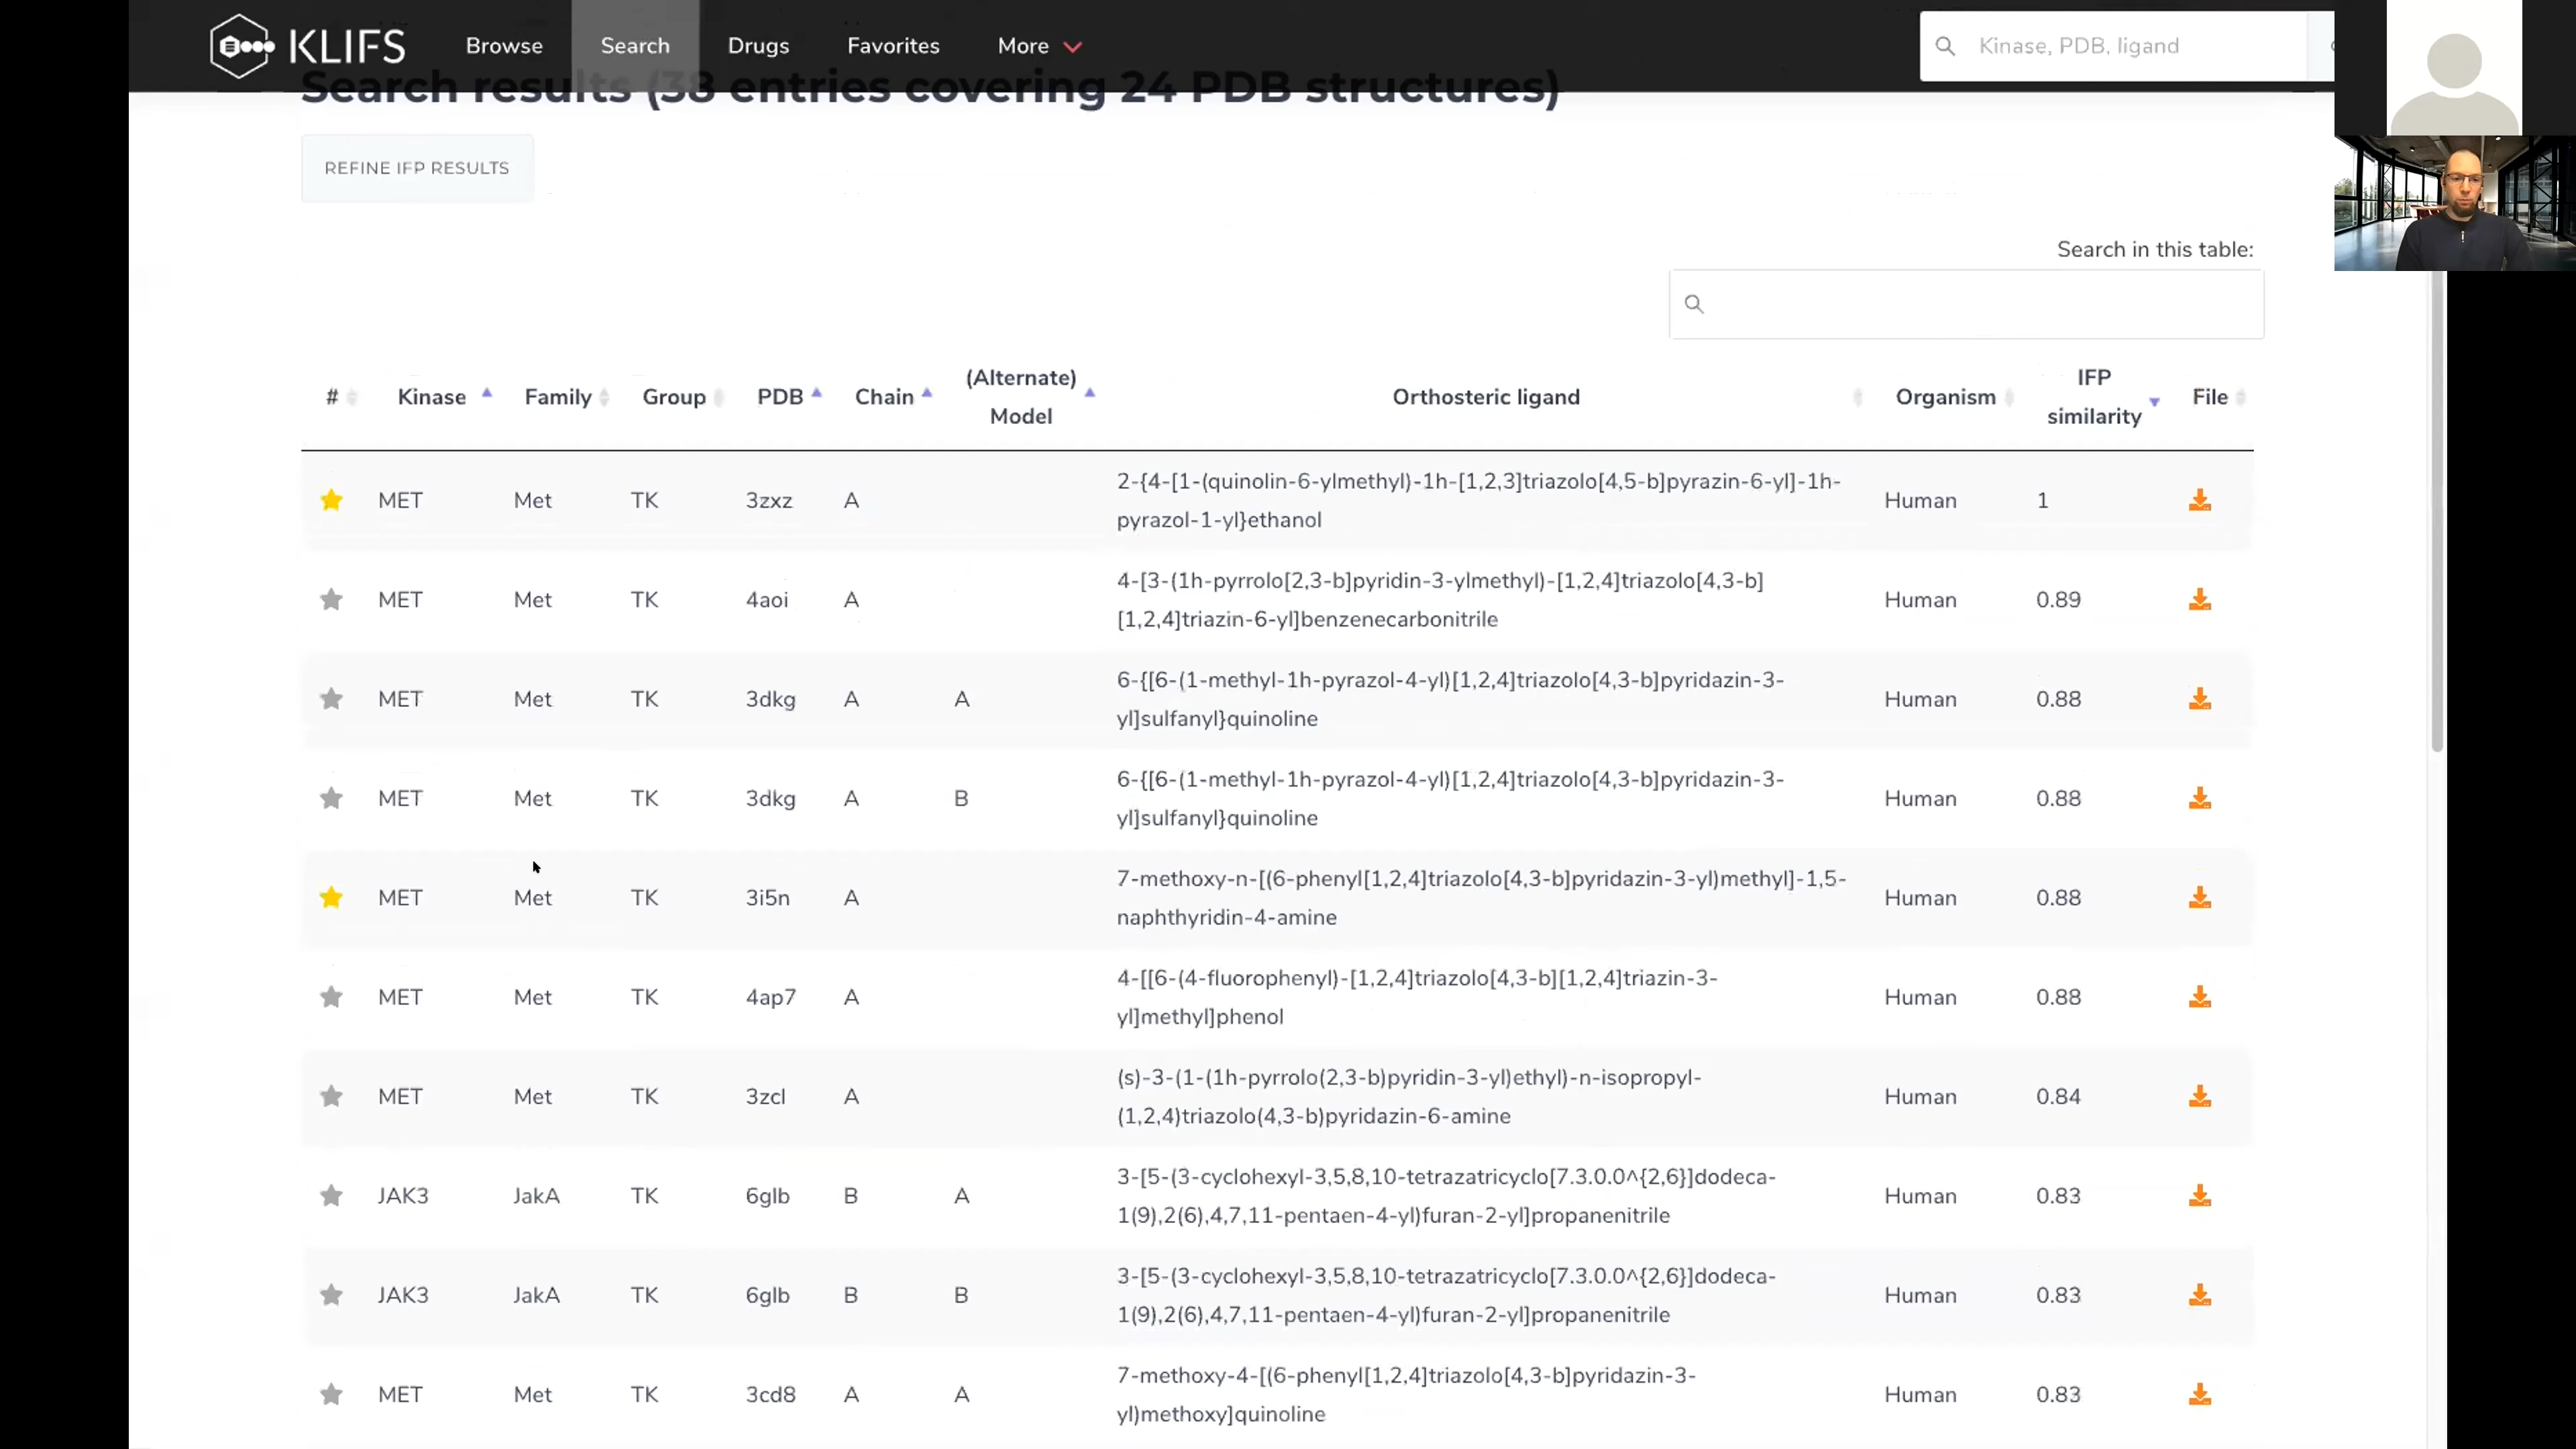 KLIFS Browse Search Drugs Favorites More Kinase, PDB, ligand
Search results (38 entries covering 24 PDB structures)
REFINE IFP RESULTS
Search in this table:
# Kinase Family Group PDB Chain (Alternate) Model Orthosteric ligand Organism IFP similarity File
MET Met TK 3zxz A 2-{4-[1-(quinolin-6-ylmethyl)-1h-[1,2,3]triazolo[4,5-b]pyrazin-6-yl]-1h- Human 1
pyrazol-1-yl}ethanol
MET Met TK 4aoi A 4-[3-(1h-pyrrolo[2,3-b]pyridin-3-ylmethyl)-[1,2,4]triazolo[4,3-b] Human 0.89
[1,2,4]triazin-6-yl]benzenecarbonitrile
MET Met TK 3dkg A A 6-{[6-(1-methyl-1h-pyrazol-4-yl)[1,2,4]triazolo[4,3-b]pyridazin-3- Human 0.88
yl]sulfanyl}quinoline
MET Met TK 3dkg A B 6-{[6-(1-methyl-1h-pyrazol-4-yl)[1,2,4]triazolo[4,3-b]pyridazin-3- Human 0.88
yl]sulfanyl}quinoline
MET Met TK 3i5n A 7-methoxy-n-[(6-phenyl[1,2,4]triazolo[4,3-b]pyridazin-3-yl)methyl]-1,5- Human 0.88
naphthyridin-4-amine
MET Met TK 4ap7 A 4-[[6-(4-fluorophenyl)-[1,2,4]triazolo[4,3-b][1,2,4]triazin-3- Human 0.88
yl]methyl]phenol
MET Met TK 3zcl A (s)-3-(1-(1h-pyrrolo(2,3-b)pyridin-3-yl)ethyl)-n-isopropyl- Human 0.84
(1,2,4)triazolo(4,3-b)pyridazin-6-amine
JAK3 JakA TK 6glb B A 3-[5-(3-cyclohexyl-3,5,8,10-tetrazatricyclo[7.3.0.0^{2,6}]dodeca- Human 0.83
1(9),2(6),4,7,11-pentaen-4-yl)furan-2-yl]propanenitrile
JAK3 JakA TK 6glb B B 3-[5-(3-cyclohexyl-3,5,8,10-tetrazatricyclo[7.3.0.0^{2,6}]dodeca- Human 0.83
1(9),2(6),4,7,11-pentaen-4-yl)furan-2-yl]propanenitrile
MET Met TK 3cd8 A A 7-methoxy-4-[(6-phenyl[1,2,4]triazolo[4,3-b]pyridazin-3- Human 0.83
yl)methoxy]quinoline